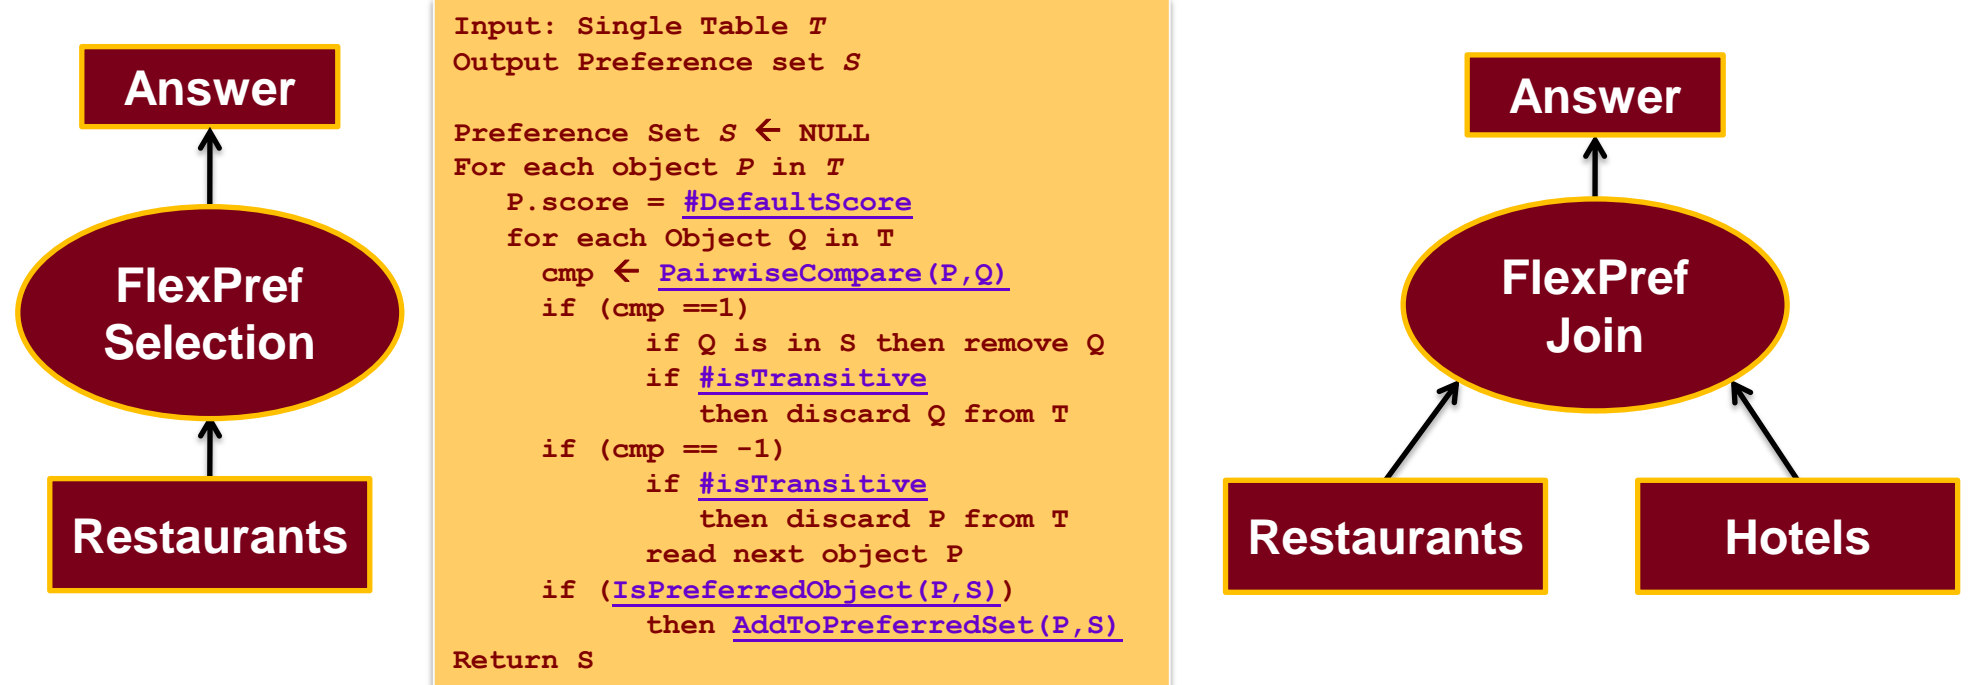 Answer
FlexPref
Selection
Restaurants
Input: Single Table T
Output Preference set S
Preference Set S ← NULL
For each object P in T
P.score = #DefaultScore
for each Object Q in T
cmp ← PairwiseCompare(P,Q)
if (cmp ==1)
if Q is in S then remove Q
if #isTransitive
then discard Q from T
if (cmp == -1)
if #isTransitive
then discard P from T
read next object P
if (IsPreferredObject(P,S))
then AddToPreferredSet(P,S)
Return S
Answer
FlexPref
Join
Restaurants
Hotels